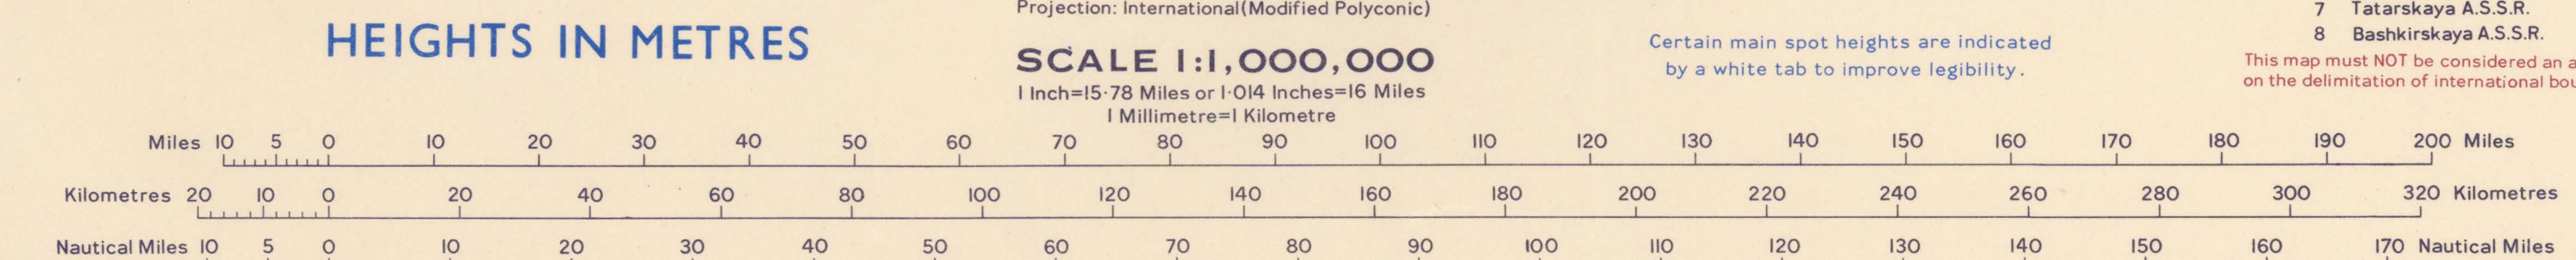 HEIGHTS IN METRES
Projection: International (Modified Polyconic)
SCALE 1:1,000,000
1 Inch=15·78 Miles or 1·014 Inches=16 Miles
1 Millimetre=1 Kilometre
Certain main spot heights are indicated
by a white tab to improve legibility.
7 Tatarskaya A.S.S.R.
8 Bashkirskaya A.S.S.R.
This map must NOT be considered an a
on the delimitation of international bou
Miles 10 5 0 10 20 30 40 50 60 70 80 90 100 110 120 130 140 150 160 170 180 190 200 Miles
Kilometres 20 10 0 20 40 60 80 100 120 140 160 180 200 220 240 260 280 300 320 Kilometres
Nautical Miles 10 5 0 10 20 30 40 50 60 70 80 90 100 110 120 130 140 150 160 170 Nautical Miles